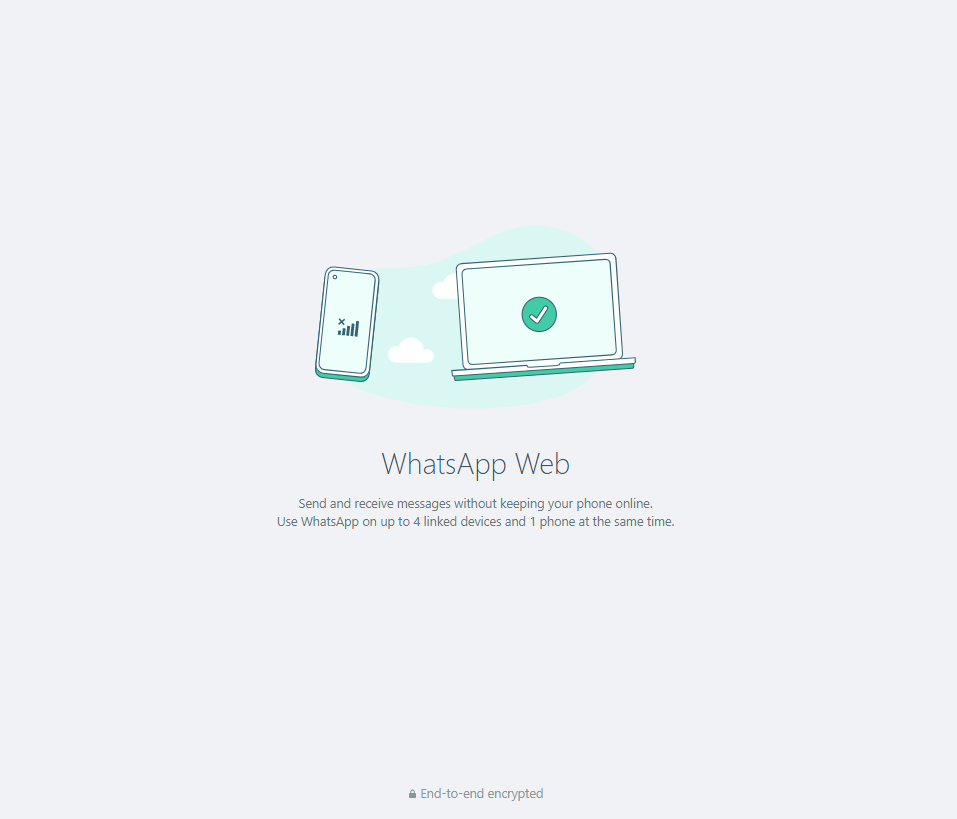 WhatsApp Web
Send and receive messages without keeping your phone online.
Use WhatsApp on up to 4 linked devices and 1 phone at the same time.
End-to-end encrypted